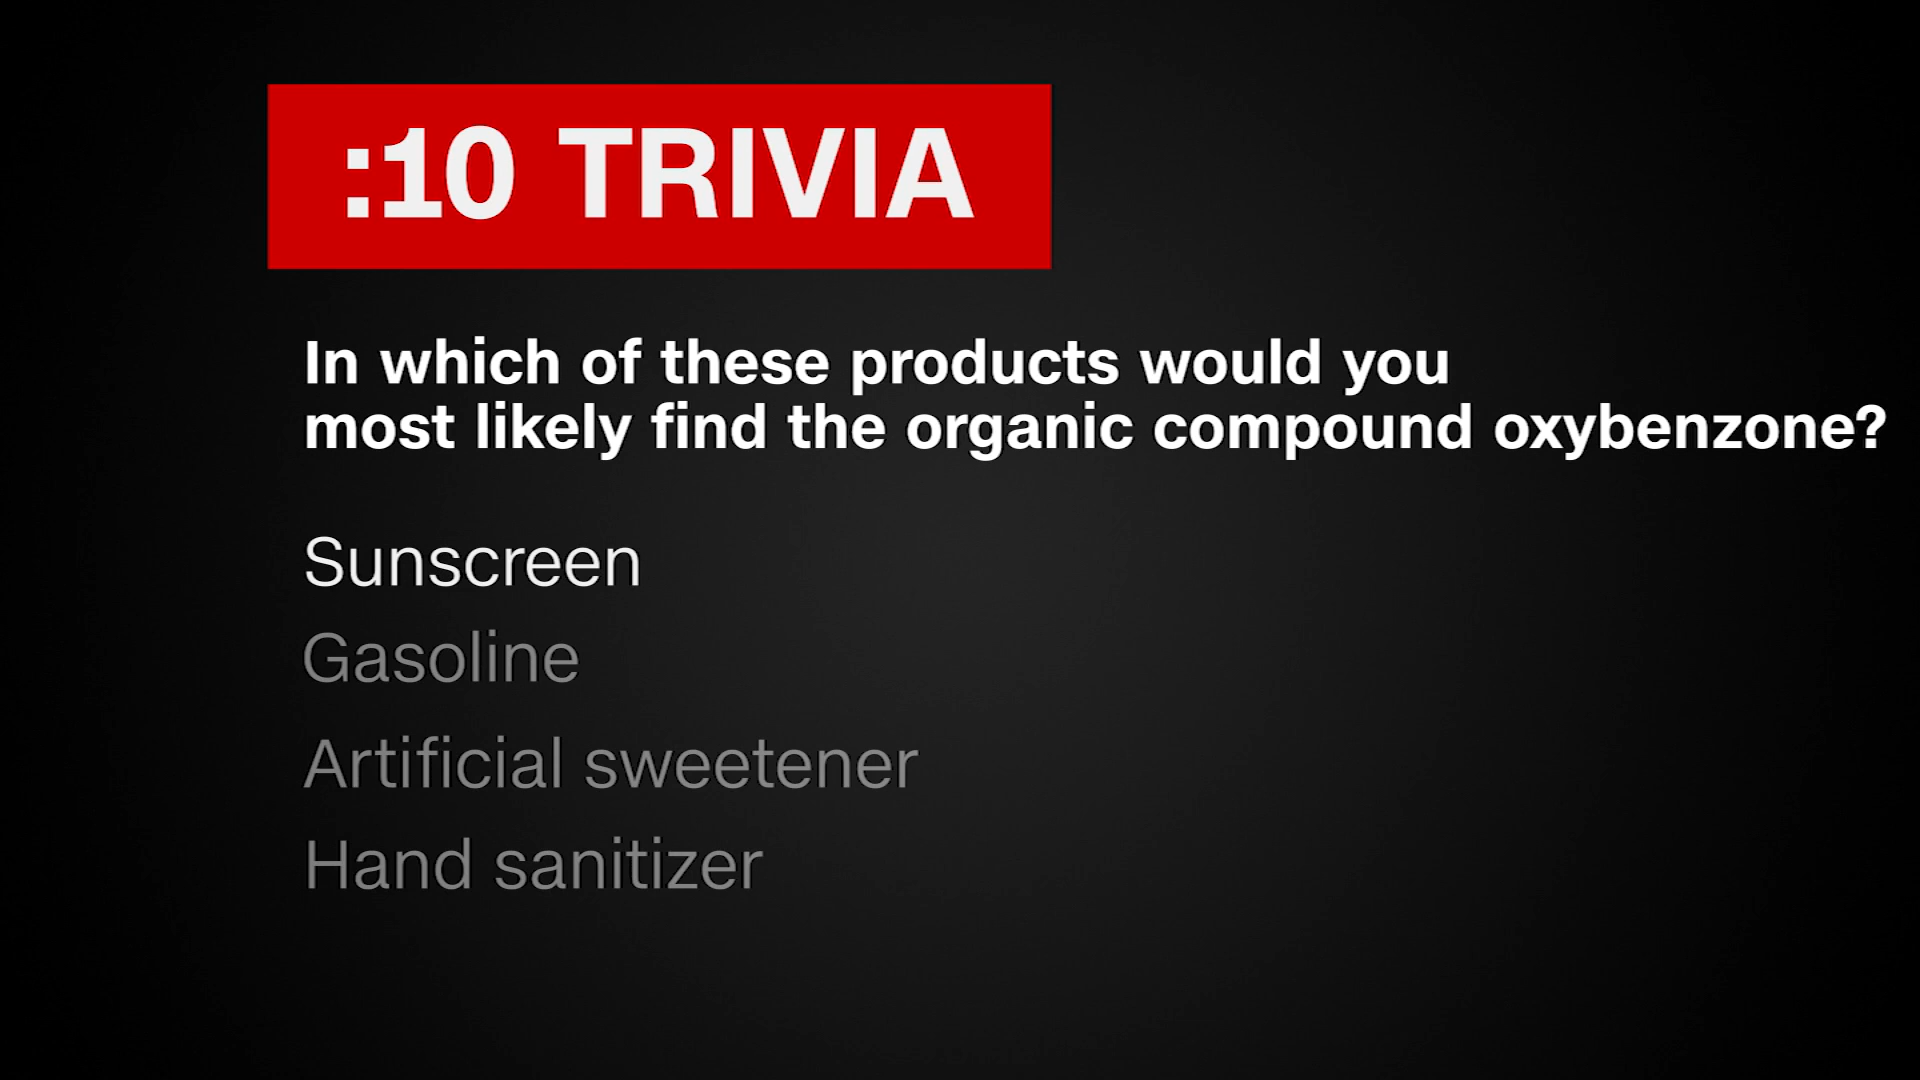 :10 TRIVIA
In which of these products would you
most likely find the organic compound oxybenzone?
Sunscreen
Gasoline
Artificial sweetener
Hand sanitizer